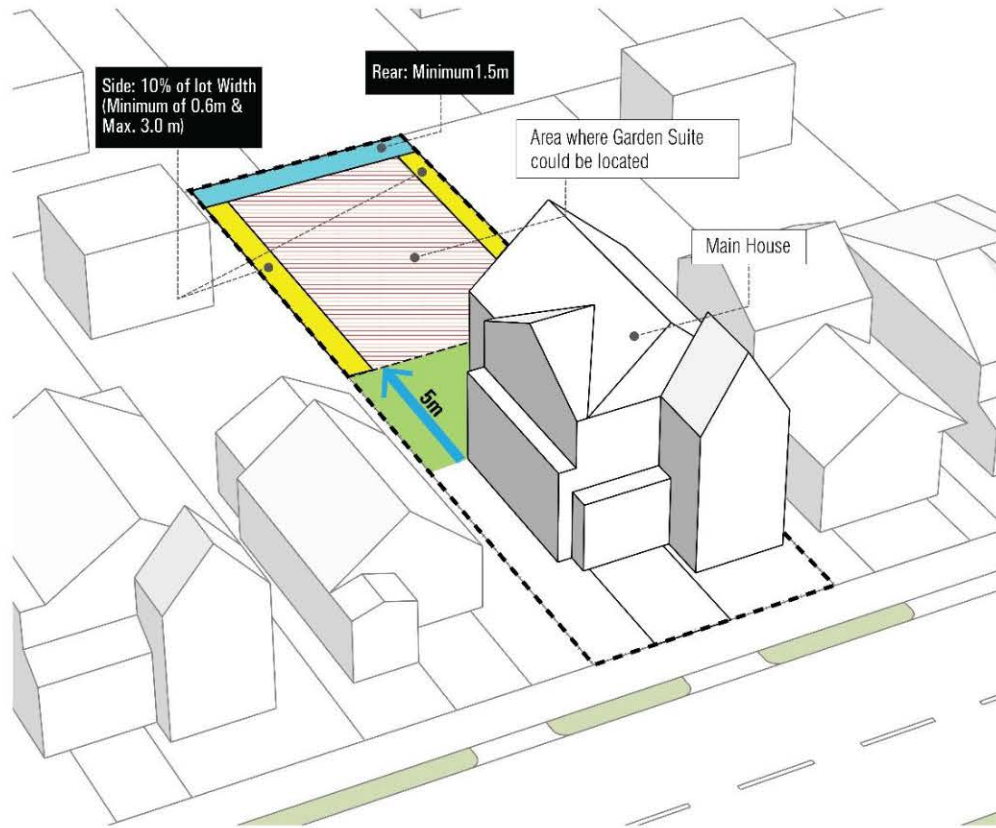 Side: 10% of lot Width
(Minimum of 0.6m &
Max. 3.0 m)
Rear: Minimum1.5m
Area where Garden Suite
could be located
Main House
5m